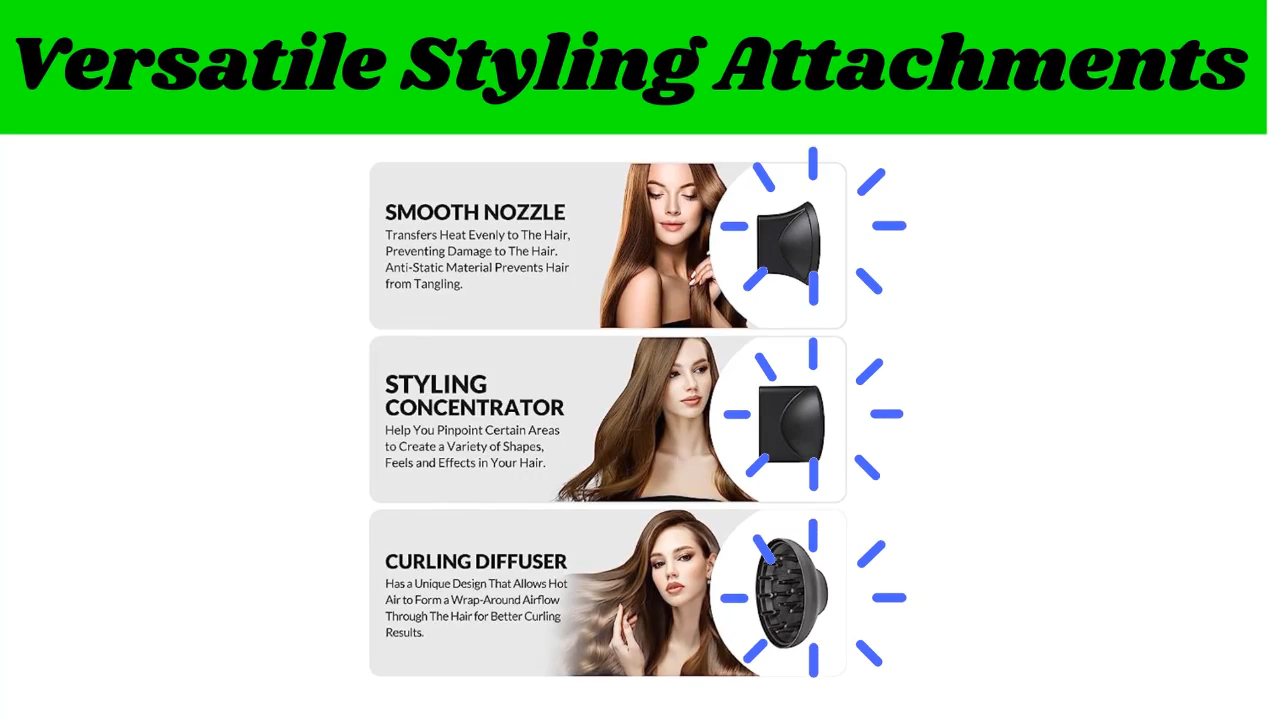 Versatile Styling Attachments
SMOOTH NOZZLE
Transfers Heat Evenly to The Hair,
Preventing Damage to The Hair.
Anti-Static Material Prevents Hair
from Tangling.
STYLING
CONCENTRATOR
Help You Pinpoint Certain Areas
to Create a Variety of Shapes,
Feels and Effects in Your Hair.
CURLING DIFFUSER
Has a Unique Design That Allows Hot
Air to Form a Wrap-Around Airflow
Through The Hair for Better Curling
Results.